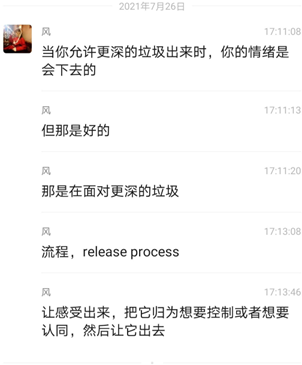 2021年7月26日
风 17:11:08
当你允许更深的垃圾出来时，你的情绪是
会下去的
风 17:11:13
但那是好的
风 17:11:20
那是在面对更深的垃圾
风 17:13:08
流程，release process
风 17:13:46
让感受出来，把它归为想要控制或者想要
认同，然后让它出去